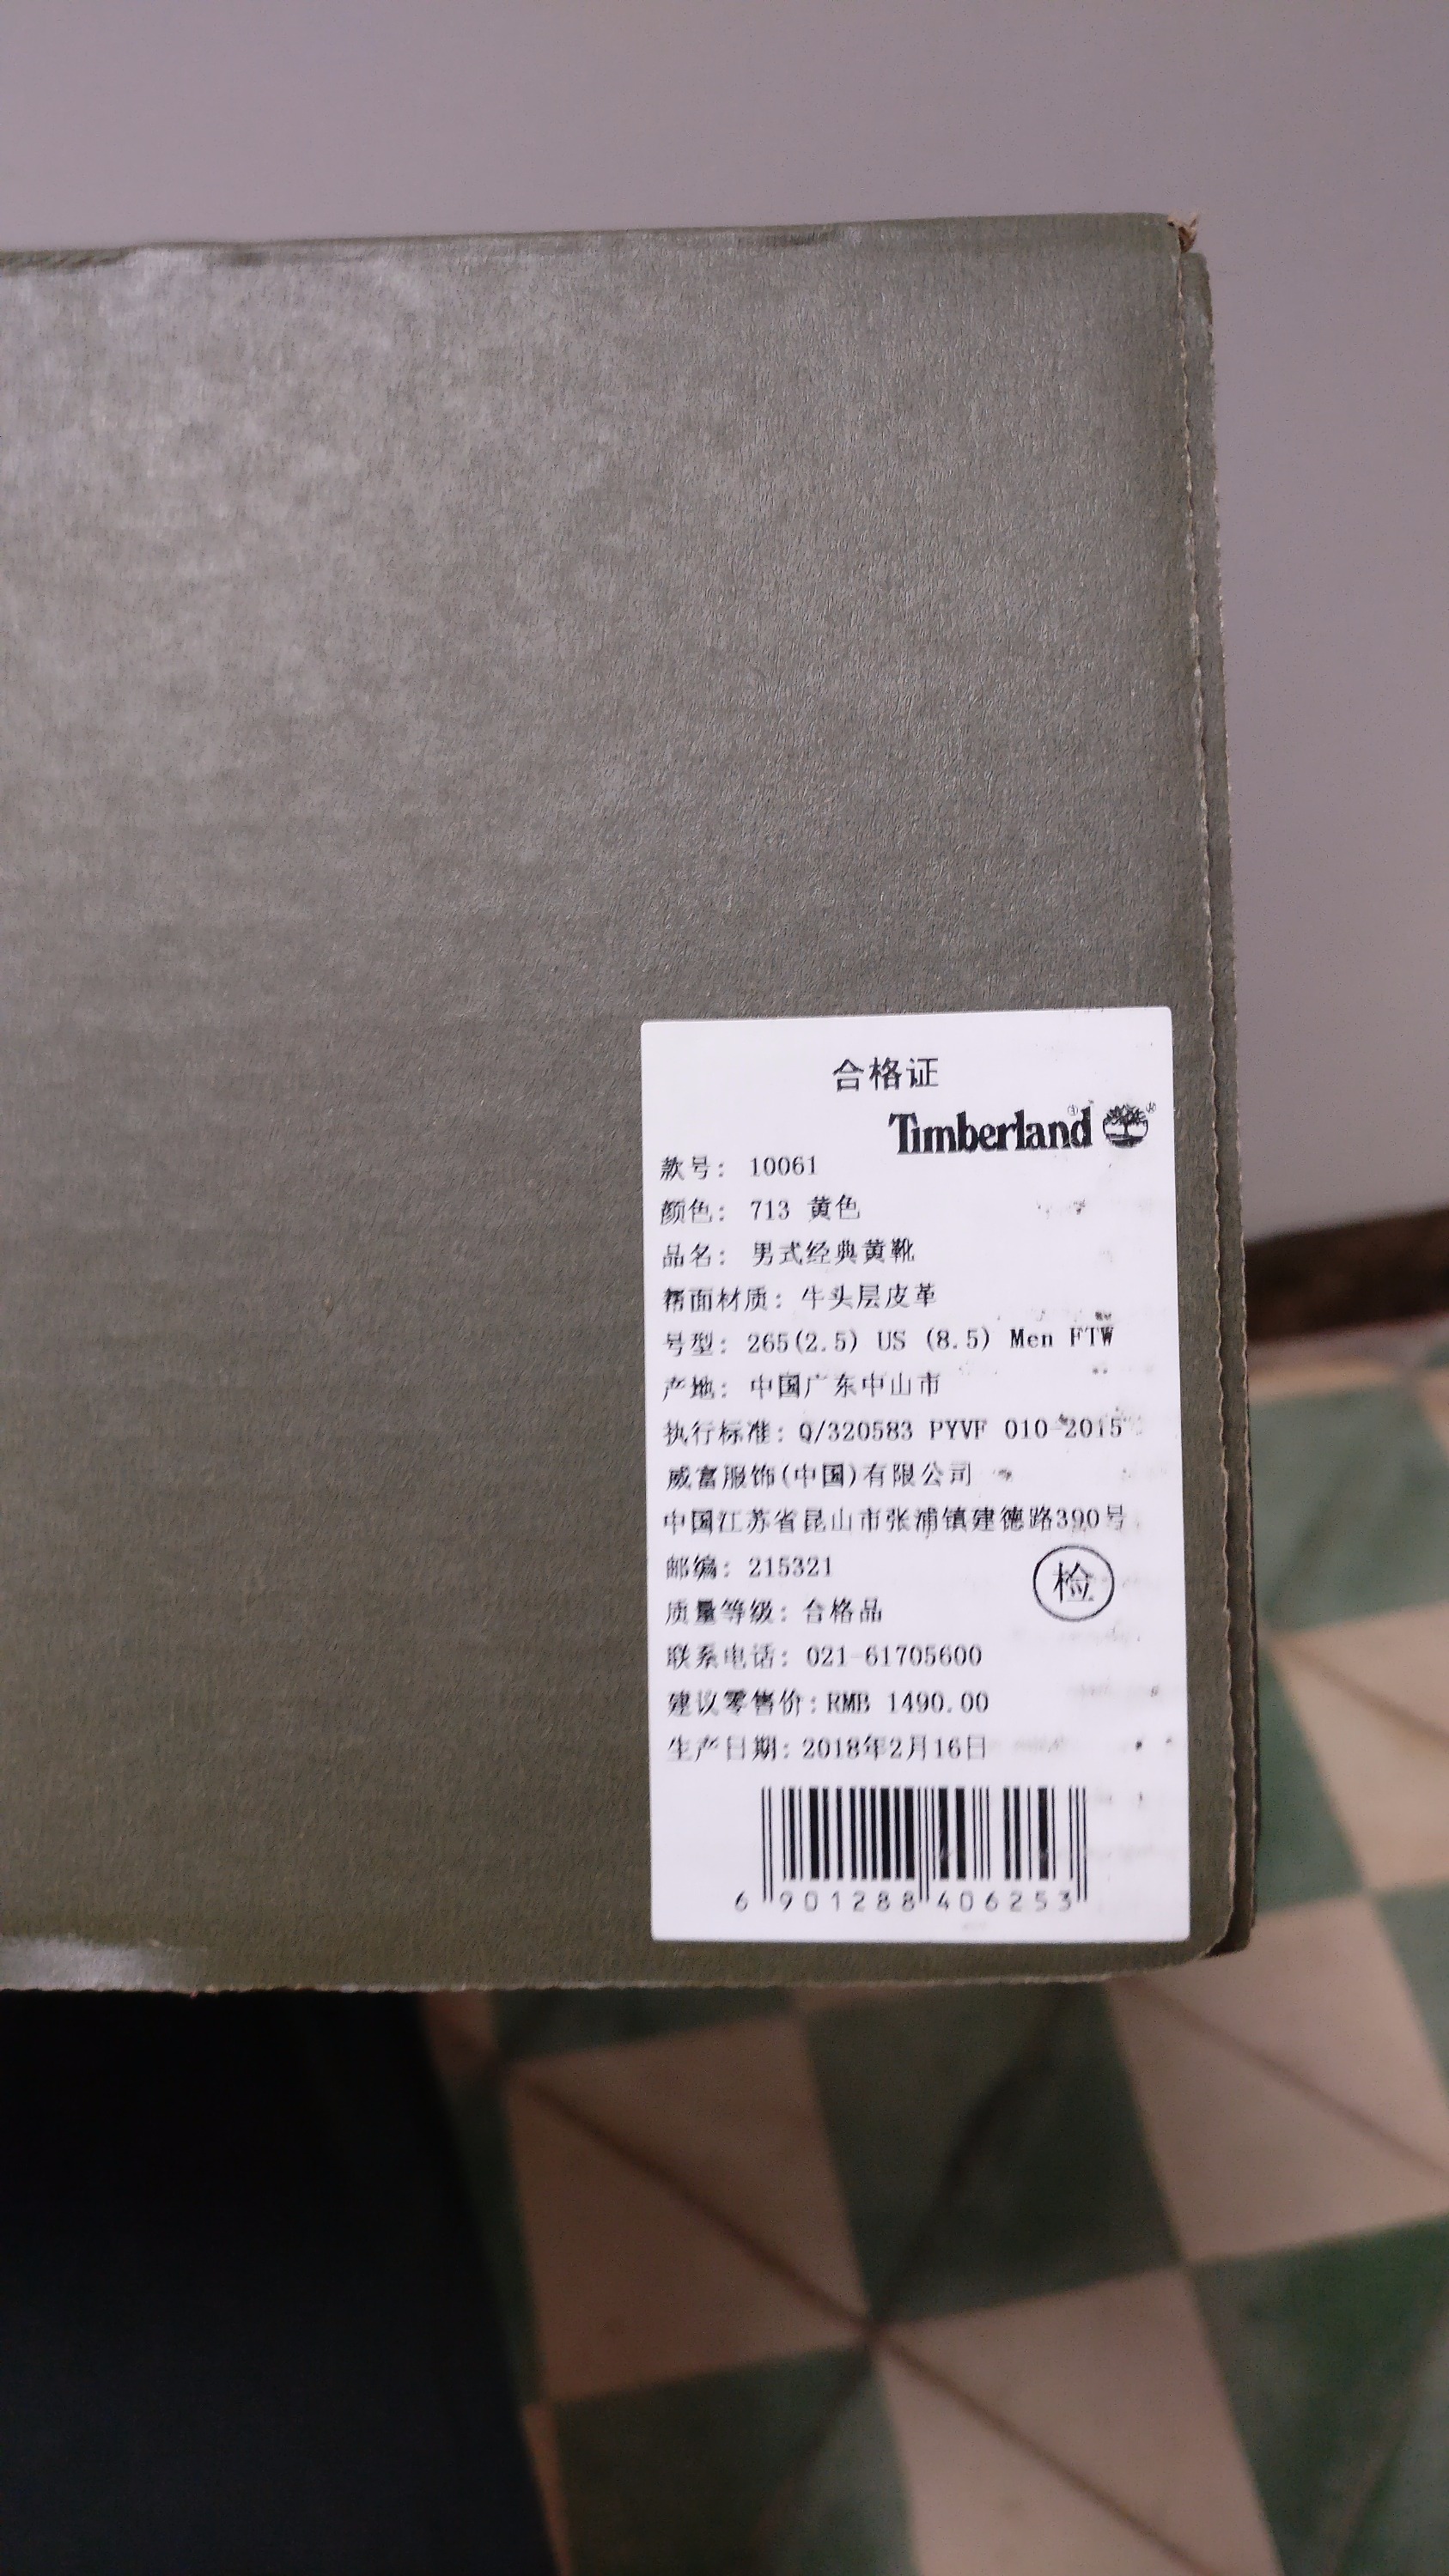 合格证
Timberland
款号: 10061
颜色: 713 黄色
品名: 男式经典黄靴
帮面材质: 牛头层皮革
号型: 265(2.5) US (8.5) Men FTW
产地: 中国广东中山市
执行标准: Q/320583 PYVF 010-2015
威富服饰(中国)有限公司
中国江苏省昆山市张浦镇建德路390号
邮编: 215321
检
质量等级: 合格品
联系电话: 021-61705600
建议零售价:RMB 1490.00
生产日期: 2018年2月16日
6 901288 406253